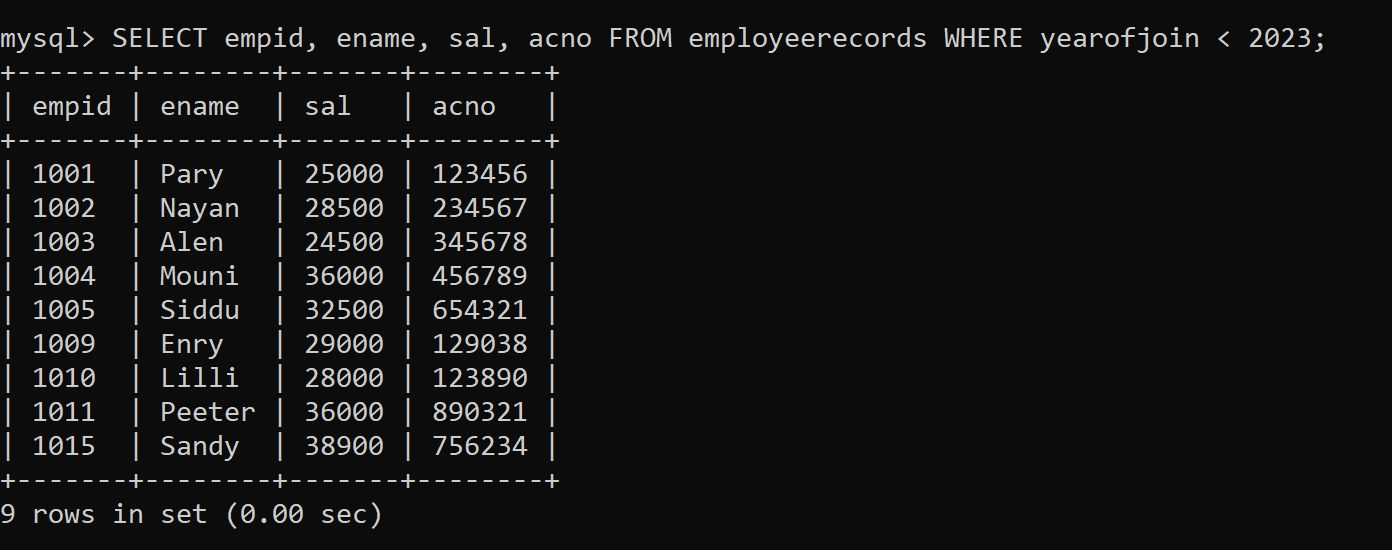 mysql> SELECT empid, ename, sal, acno FROM employeerecords WHERE yearofjoin < 2023;
+-------+--------+-------+--------+
| empid | ename  | sal   | acno   |
+-------+--------+-------+--------+
| 1001  | Pary   | 25000 | 123456 |
| 1002  | Nayan  | 28500 | 234567 |
| 1003  | Alen   | 24500 | 345678 |
| 1004  | Mouni  | 36000 | 456789 |
| 1005  | Siddu  | 32500 | 654321 |
| 1009  | Enry   | 29000 | 129038 |
| 1010  | Lilli  | 28000 | 123890 |
| 1011  | Peeter | 36000 | 890321 |
| 1015  | Sandy  | 38900 | 756234 |
+-------+--------+-------+--------+
9 rows in set (0.00 sec)